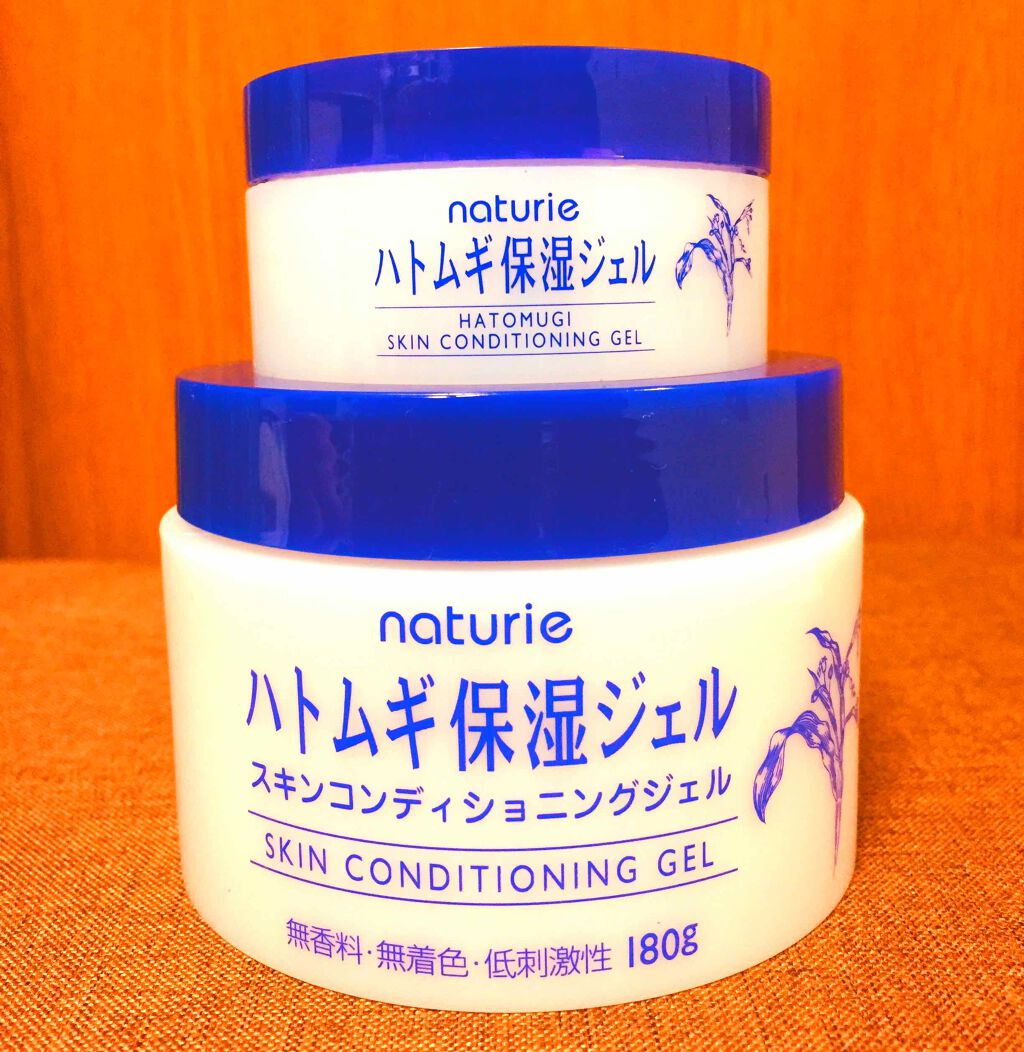 naturie
ハトムギ保湿ジェル
HATOMUGI
SKIN CONDITIONING GEL
naturie
ハトムギ保湿ジェル
スキンコンディショニングジェル
SKIN CONDITIONING GEL
無香料・無着色・低刺激性 180g